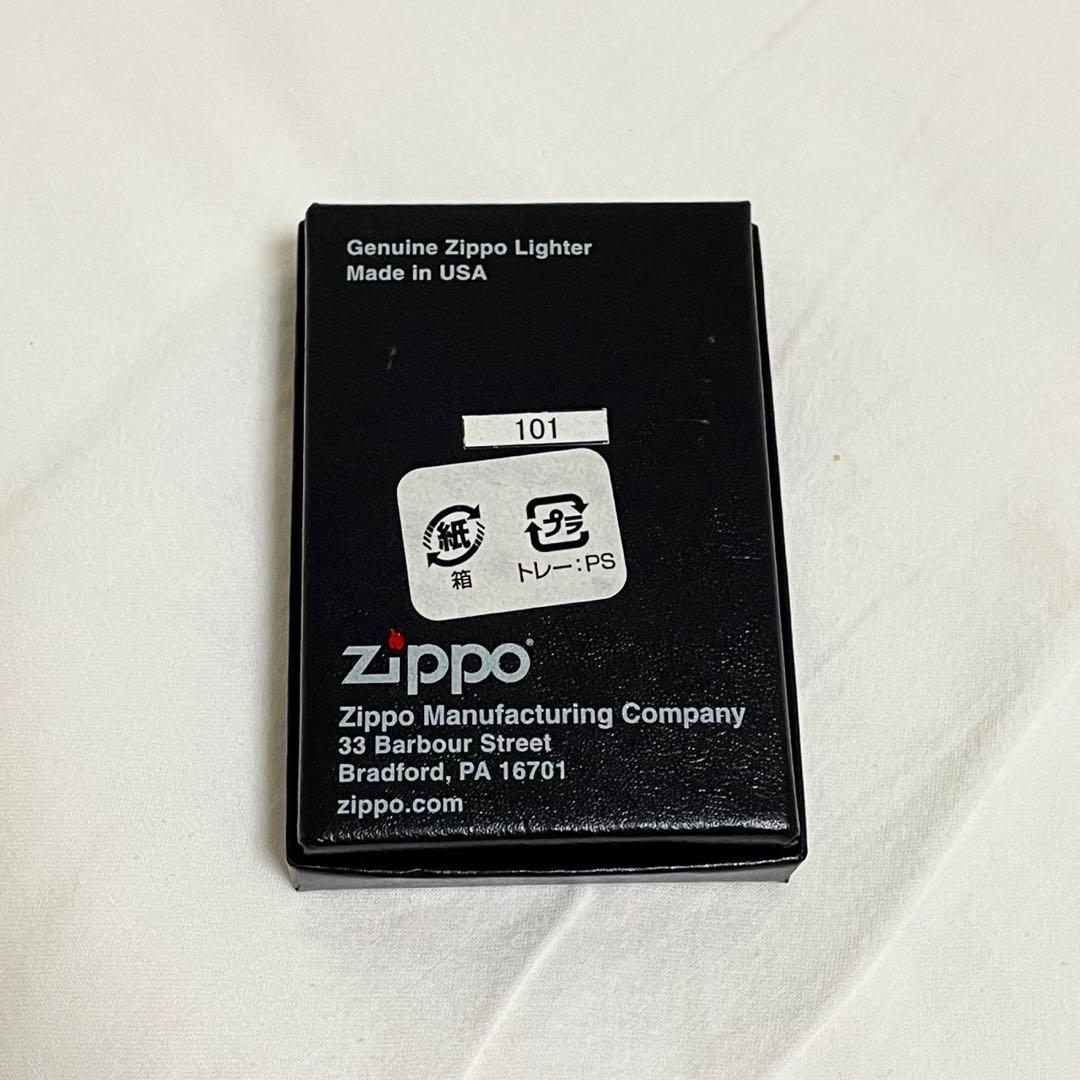 Genuine Zippo Lighter
Made in USA
101
紙
プラ
箱
トレー:PS
zippo
Zippo Manufacturing Company
33 Barbour Street
Bradford, PA 16701
zippo.com